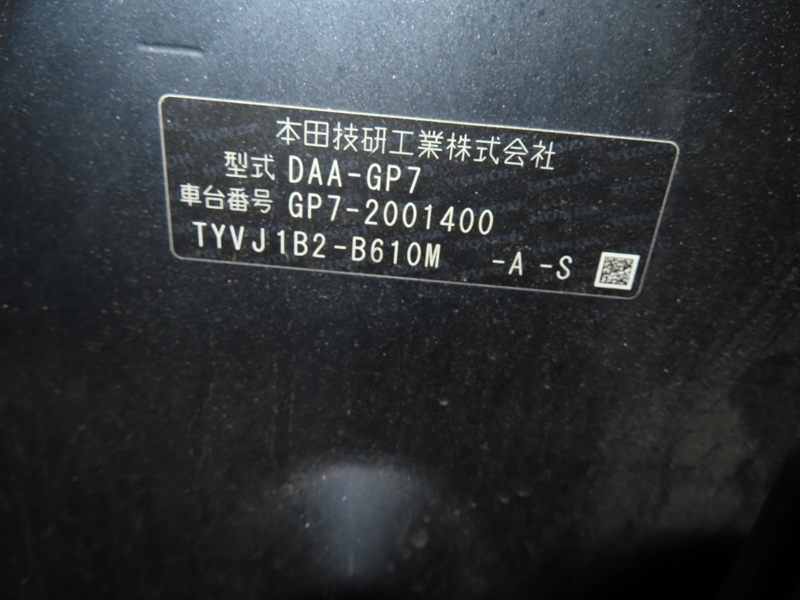 本田技研工業株式会社
型式 DAA-GP7
車台番号 GP7-2001400
TYVJ1B2-B610M -A -S